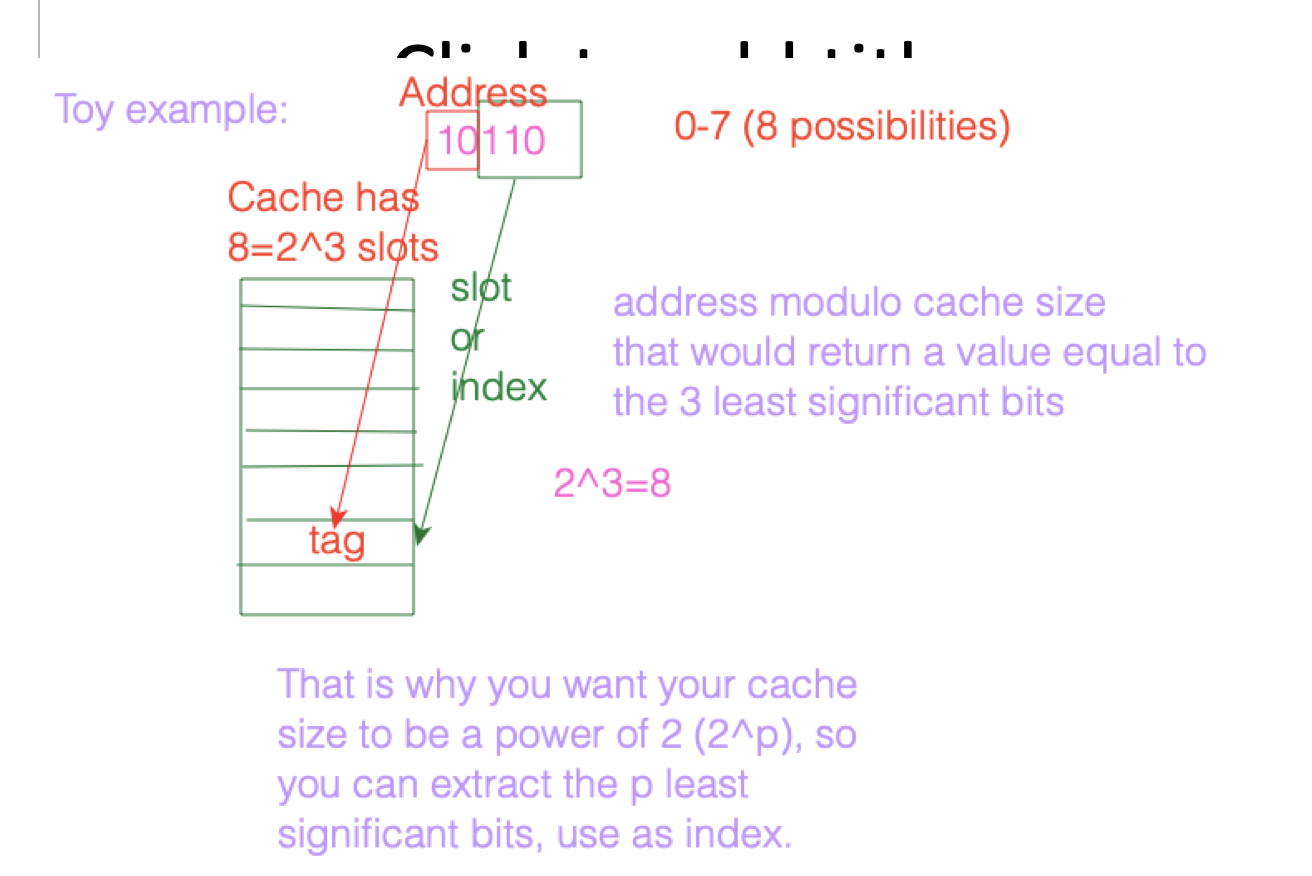 Toy example:
Address
10110
0-7 (8 possibilities)
Cache has
8=2^3 slots
slot
or
index
address modulo cache size
that would return a value equal to
the 3 least significant bits
2^3=8
tag
That is why you want your cache
size to be a power of 2 (2^p), so
you can extract the p least
significant bits, use as index.